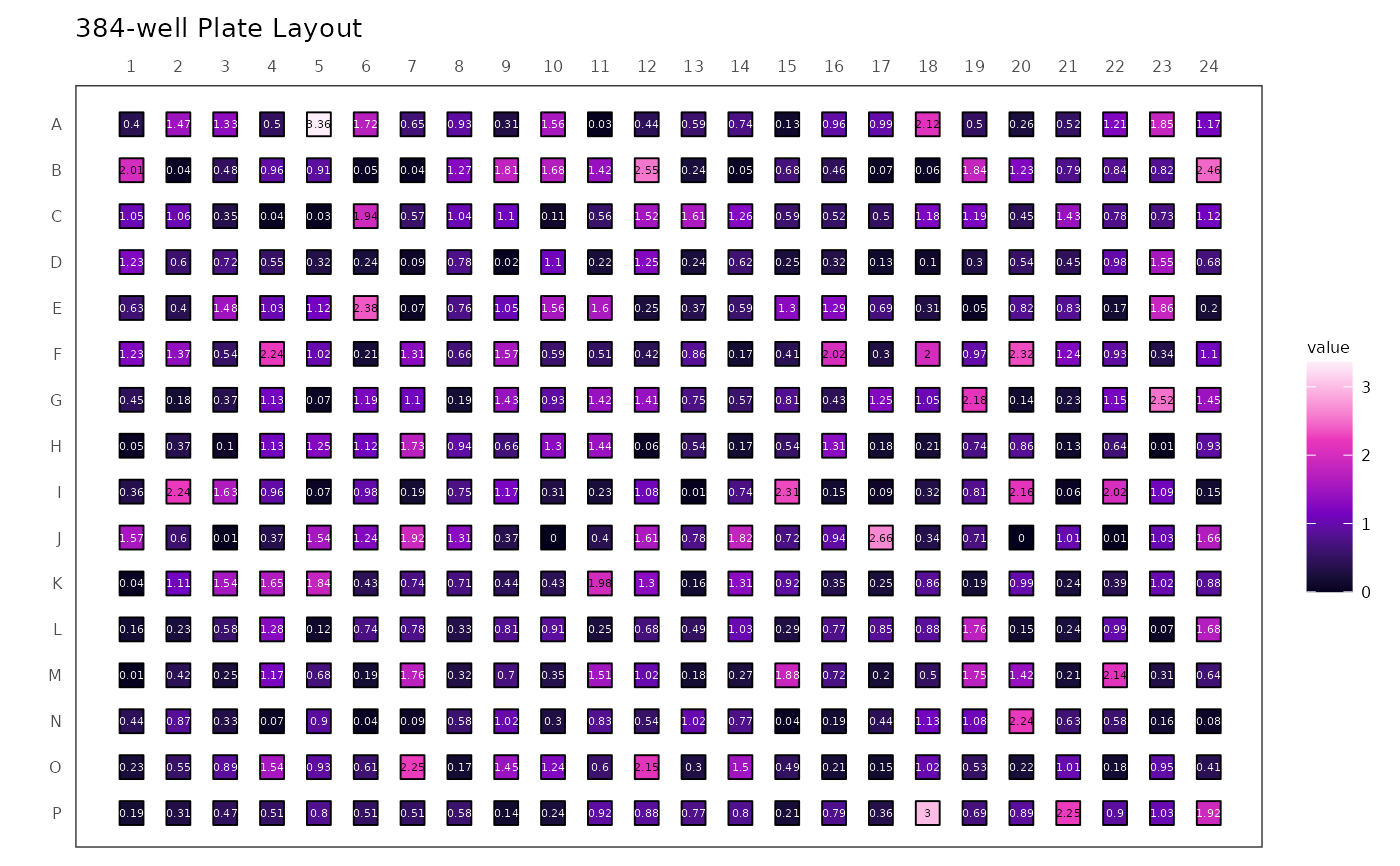 384-well Plate Layout
1 2 3 4 5 6 7 8 9 10 11 12 13 14 15 16 17 18 19 20 21 22 23 24
A 0.4 1.47 1.33 0.5 3.36 1.72 0.65 0.93 0.31 1.56 0.03 0.44 0.59 0.74 0.13 0.96 0.99 2.12 0.5 0.26 0.52 1.21 1.85 1.17
B 2.01 0.04 0.48 0.96 0.91 0.05 0.04 1.27 1.81 1.68 1.42 2.55 0.24 0.05 0.68 0.46 0.07 0.06 1.84 1.23 0.79 0.84 0.82 2.46
C 1.05 1.06 0.35 0.04 0.03 1.94 0.57 1.04 1.1 0.11 0.56 1.52 1.61 1.26 0.59 0.52 0.5 1.18 1.19 0.45 1.43 0.78 0.73 1.12
D 1.23 0.6 0.72 0.55 0.32 0.24 0.09 0.78 0.02 1.1 0.22 1.25 0.24 0.62 0.25 0.32 0.13 0.1 0.3 0.54 0.45 0.98 1.55 0.68
E 0.63 0.4 1.48 1.03 1.12 2.38 0.07 0.76 1.05 1.56 1.6 0.25 0.37 0.59 1.3 1.29 0.69 0.31 0.05 0.82 0.83 0.17 1.86 0.2
F 1.23 1.37 0.54 2.24 1.02 0.21 1.31 0.66 1.57 0.59 0.51 0.42 0.86 0.17 0.41 2.02 0.3 2 0.97 2.32 1.24 0.93 0.34 1.1
value
G 0.45 0.18 0.37 1.13 0.07 1.19 1.1 0.19 1.43 0.93 1.42 1.41 0.75 0.57 0.81 0.43 1.25 1.05 2.18 0.14 0.23 1.15 2.52 1.45
3
H 0.05 0.37 0.1 1.13 1.25 1.12 1.73 0.94 0.66 1.3 1.44 0.06 0.54 0.17 0.54 1.31 0.18 0.21 0.74 0.86 0.13 0.64 0.01 0.93
2
I 0.36 2.24 1.63 0.96 0.07 0.98 0.19 0.75 1.17 0.31 0.23 1.08 0.01 0.74 2.31 0.15 0.09 0.32 0.81 2.16 0.06 2.02 1.09 0.15
1
J 1.57 0.6 0.01 0.37 1.54 1.24 1.92 1.31 0.37 0 0.4 1.61 0.78 1.82 0.72 0.94 2.66 0.34 0.71 0 1.01 0.01 1.03 1.66
0
K 0.04 1.11 1.54 1.65 1.84 0.43 0.74 0.71 0.44 0.43 1.98 1.3 0.16 1.31 0.92 0.35 0.25 0.86 0.19 0.99 0.24 0.39 1.02 0.88
L 0.16 0.23 0.58 1.28 0.12 0.74 0.78 0.33 0.81 0.91 0.25 0.68 0.49 1.03 0.29 0.77 0.85 0.88 1.76 0.15 0.24 0.99 0.07 1.68
M 0.01 0.42 0.25 1.17 0.68 0.19 1.76 0.32 0.7 0.35 1.51 1.02 0.18 0.27 1.88 0.72 0.2 0.5 1.75 1.42 0.21 2.14 0.31 0.64
N 0.44 0.87 0.33 0.07 0.9 0.04 0.09 0.58 1.02 0.3 0.83 0.54 1.02 0.77 0.04 0.19 0.44 1.13 1.08 2.24 0.63 0.58 0.16 0.08
O 0.23 0.55 0.89 1.54 0.93 0.61 2.25 0.17 1.45 1.24 0.6 2.15 0.3 1.5 0.49 0.21 0.15 1.02 0.53 0.22 1.01 0.18 0.95 0.41
P 0.19 0.31 0.47 0.51 0.8 0.51 0.51 0.58 0.14 0.24 0.92 0.88 0.77 0.8 0.21 0.79 0.36 3 0.69 0.89 2.25 0.9 1.03 1.92